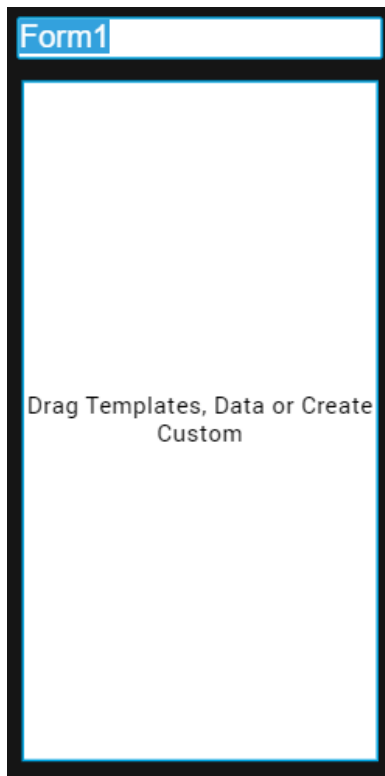 Form1
Drag Templates, Data or Create
Custom